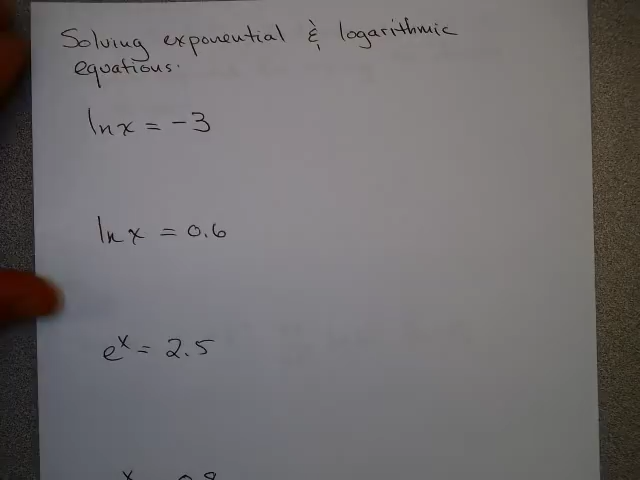 Solving exponential & logarithmic
equations.
ln x = -3
ln x = 0.6
e^x = 2.5